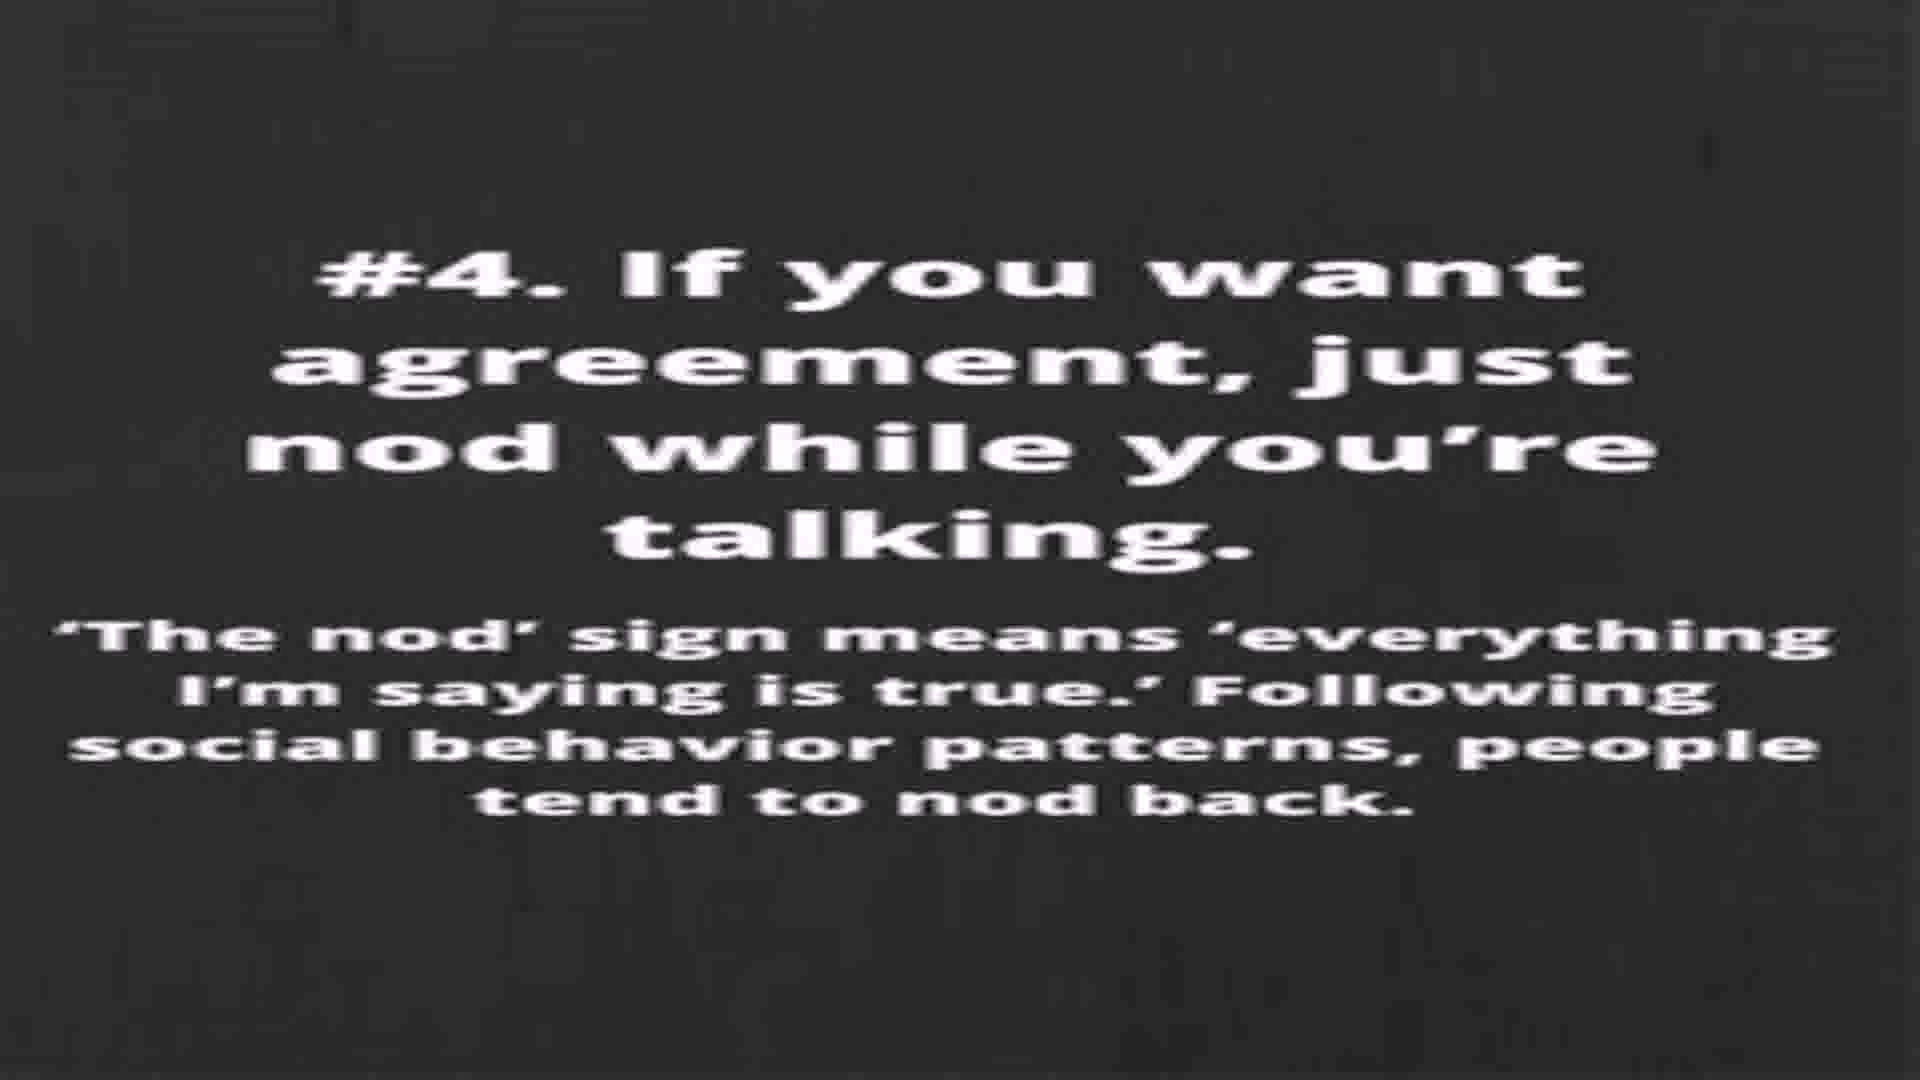 #4. If you want
agreement, just
nod while you’re
talking.
‘The nod’ sign means ‘everything
I’m saying is true.’ Following
social behavior patterns, people
tend to nod back.